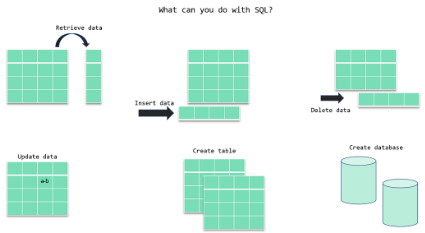 What can you do with SQL?
Retrieve data
Insert data
Delete data
Update data
Create table
Create database